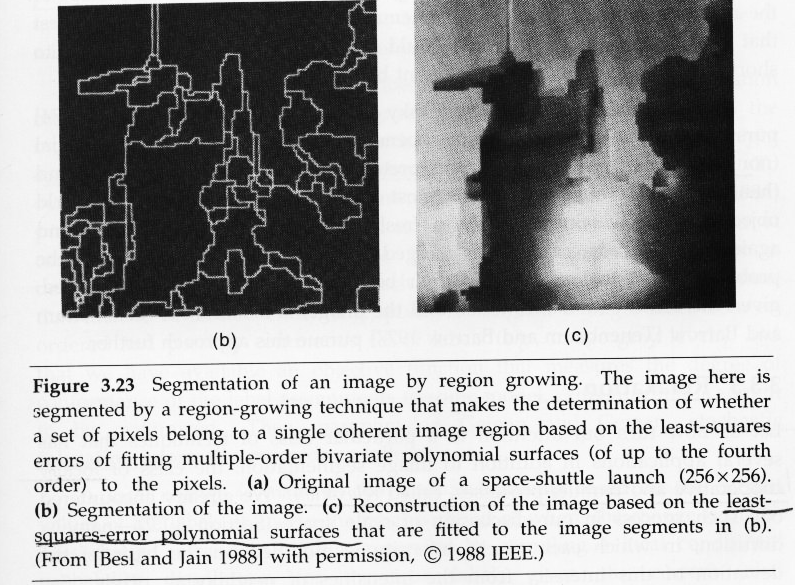 (b)
(c)
Figure 3.23 Segmentation of an image by region growing. The image here is
segmented by a region-growing technique that makes the determination of whether
a set of pixels belong to a single coherent image region based on the least-squares
errors of fitting multiple-order bivariate polynomial surfaces (of up to the fourth
order) to the pixels. (a) Original image of a space-shuttle launch (256×256).
(b) Segmentation of the image. (c) Reconstruction of the image based on the least-
squares-error polynomial surfaces that are fitted to the image segments in (b).
(From [Besl and Jain 1988] with permission, © 1988 IEEE.)